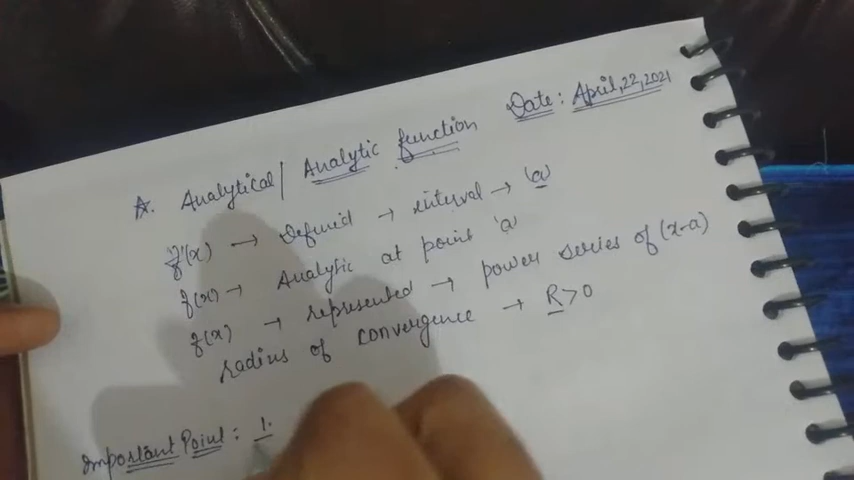 Date: April,22,2021
☆. Analytical/ Analytic function
'f'(x) → Defined → interval → 'a'
f(x) → Analytic at point 'a'
f(x) → represented → power series of (x-a)
radius of convergence → R>0
Important Point: 1.